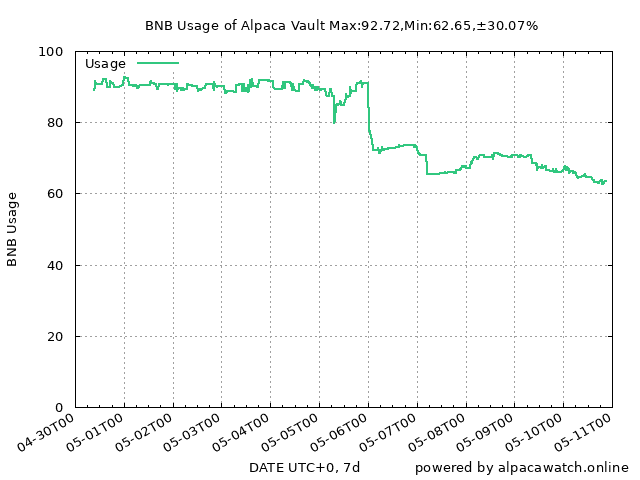 BNB Usage of Alpaca Vault Max:92.72,Min:62.65,±30.07%
Usage
100
80
60
40
20
0
BNB Usage
04-30T00
05-01T00
05-02T00
05-03T00
05-04T00
05-05T00
05-06T00
05-07T00
05-08T00
05-09T00
05-10T00
05-11T00
DATE UTC+0, 7d
powered by alpacawatch.online